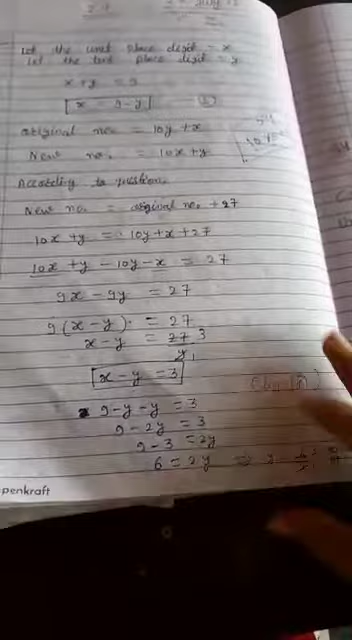 Let the unit place digit = x
Let the tens place digit = y
x + y = 9
x = 9 - y
original no. = 10y + x
New no. = 10x + y
According to question,
New no. = original no. + 27
10x + y = 10y + x + 27
10x + y - 10y - x = 27
9x - 9y = 27
9(x - y) = 27
x - y = 27 3
9 1
x - y = 3
9 - y - y = 3
9 - 2y = 3
9 - 3 = 2y
6 = 2y ⇒ y
penkraft